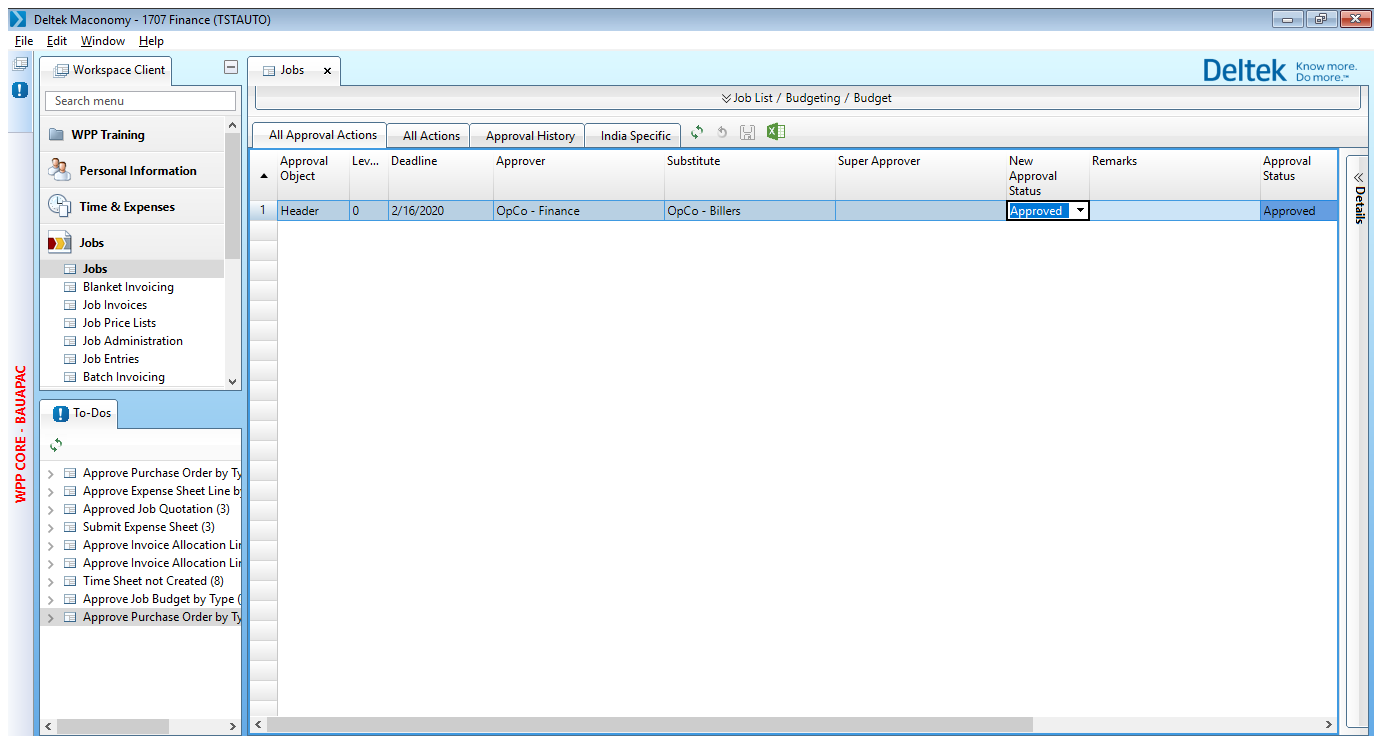 Deltek Maconomy - 1707 Finance (TSTAUTO)
File Edit Window Help
Workspace Client
Search menu
WPP Training
Personal Information
Time & Expenses
Jobs
Jobs
Blanket Invoicing
Job Invoices
Job Price Lists
Job Administration
Job Entries
Batch Invoicing
WPP CORE - BAUAPAC
To-Dos
Approve Purchase Order by Ty
Approve Expense Sheet Line b
Approved Job Quotation (3)
Submit Expense Sheet (3)
Approve Invoice Allocation Lin
Approve Invoice Allocation Lin
Time Sheet not Created (8)
Approve Job Budget by Type (
Approve Purchase Order by Ty
Jobs x
Deltek Know more.
Do more.™
Job List / Budgeting / Budget
All Approval Actions All Actions Approval History India Specific
Approval Object Lev... Deadline Approver Substitute Super Approver New Approval Status Remarks Approval Status
1 Header 0 2/16/2020 OpCo - Finance OpCo - Billers Approved Approved
Details